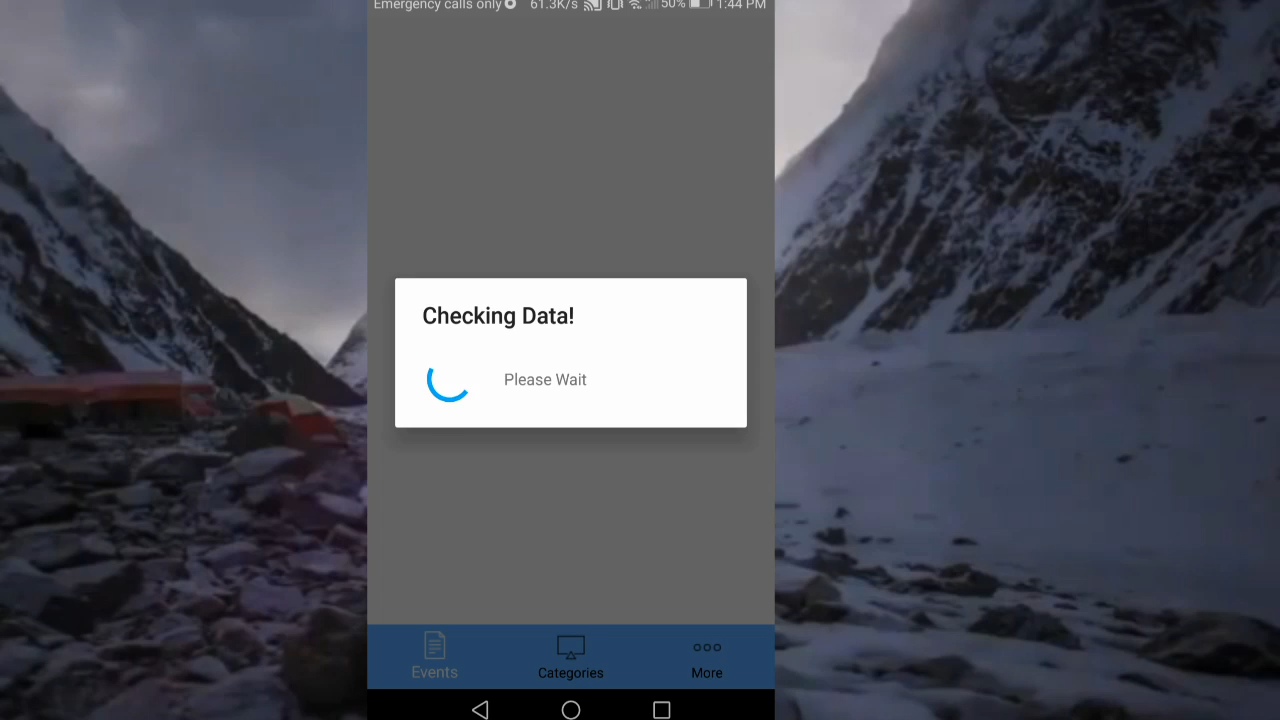 Emergency calls only 61.3K/s 50% 1:44 PM
Checking Data!
Please Wait
Events Categories More